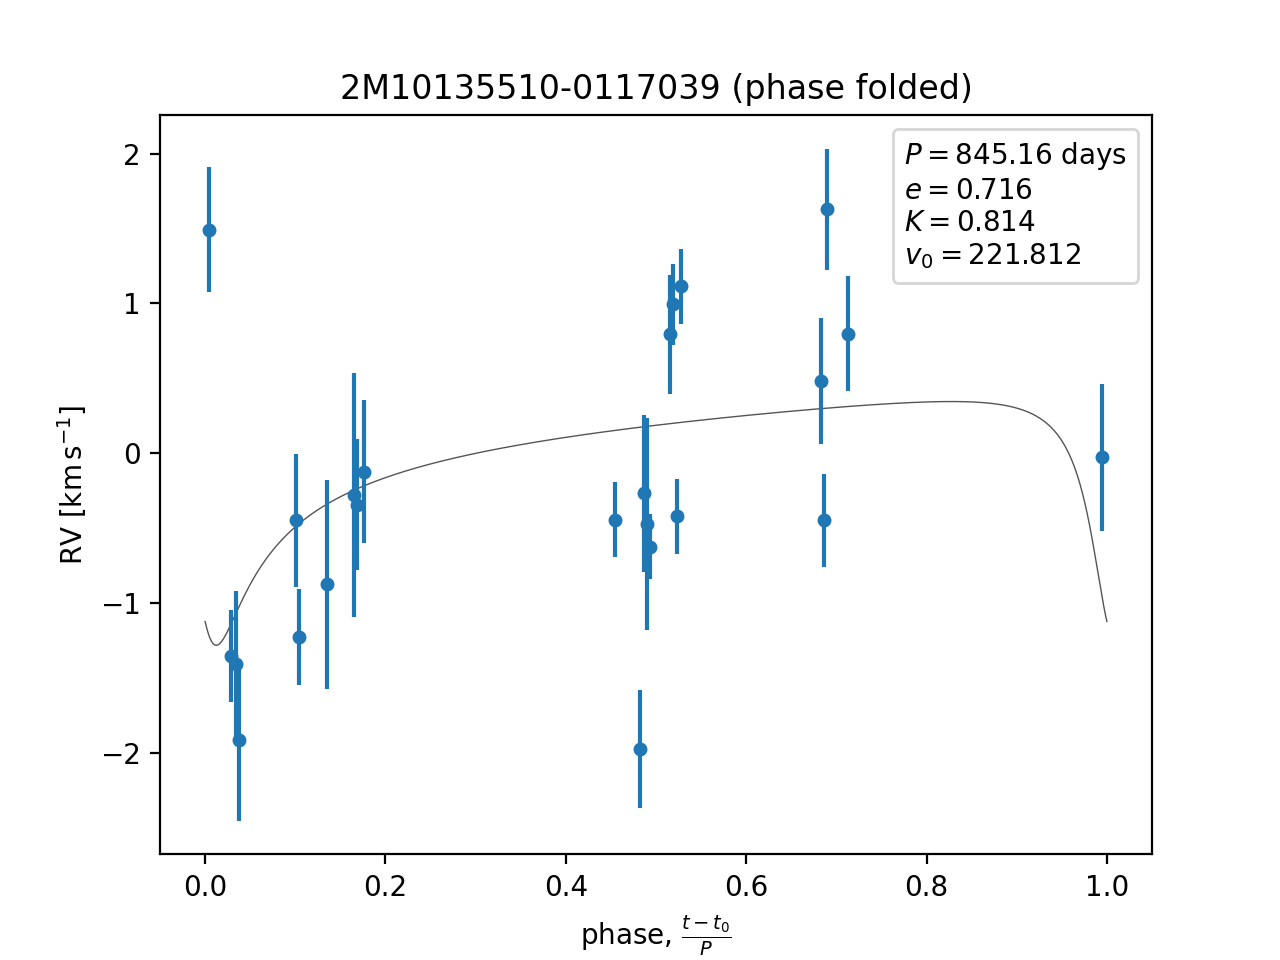 2M10135510-0117039 (phase folded)
P = 845.16 days
e = 0.716
K = 0.814
v₀ = 221.812
2
1
0
−1
−2
RV [km s⁻¹]
0.0 0.2 0.4 0.6 0.8 1.0
phase, (t − t₀)/P